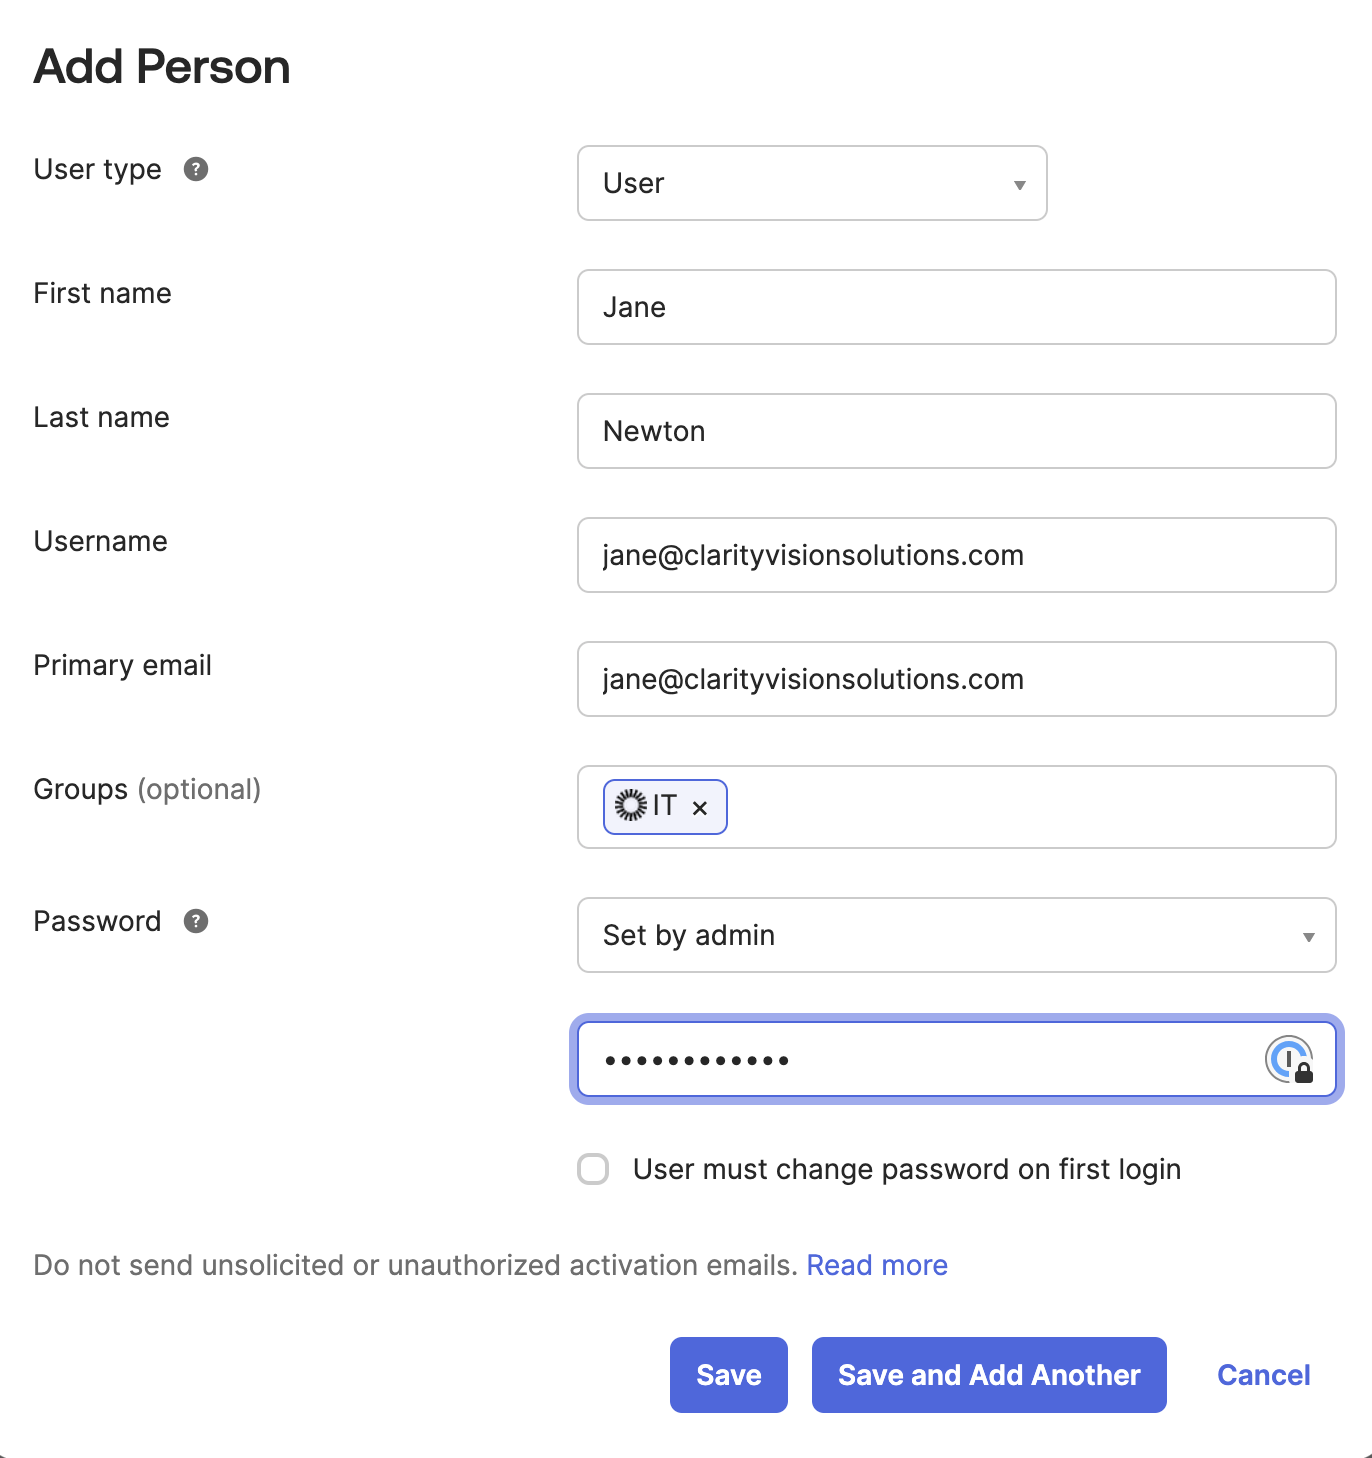 Add Person
User type ?
User
First name
Jane
Last name
Newton
Username
jane@clarityvisionsolutions.com
Primary email
jane@clarityvisionsolutions.com
Groups (optional)
IT ×
Password ?
Set by admin
••••••••••••
User must change password on first login
Do not send unsolicited or unauthorized activation emails. Read more
Save
Save and Add Another
Cancel